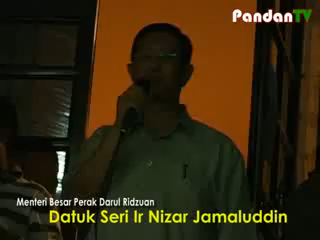 PandanTV
Menteri Besar Perak Darul Ridzuan
Datuk Seri Ir Nizar Jamaluddin